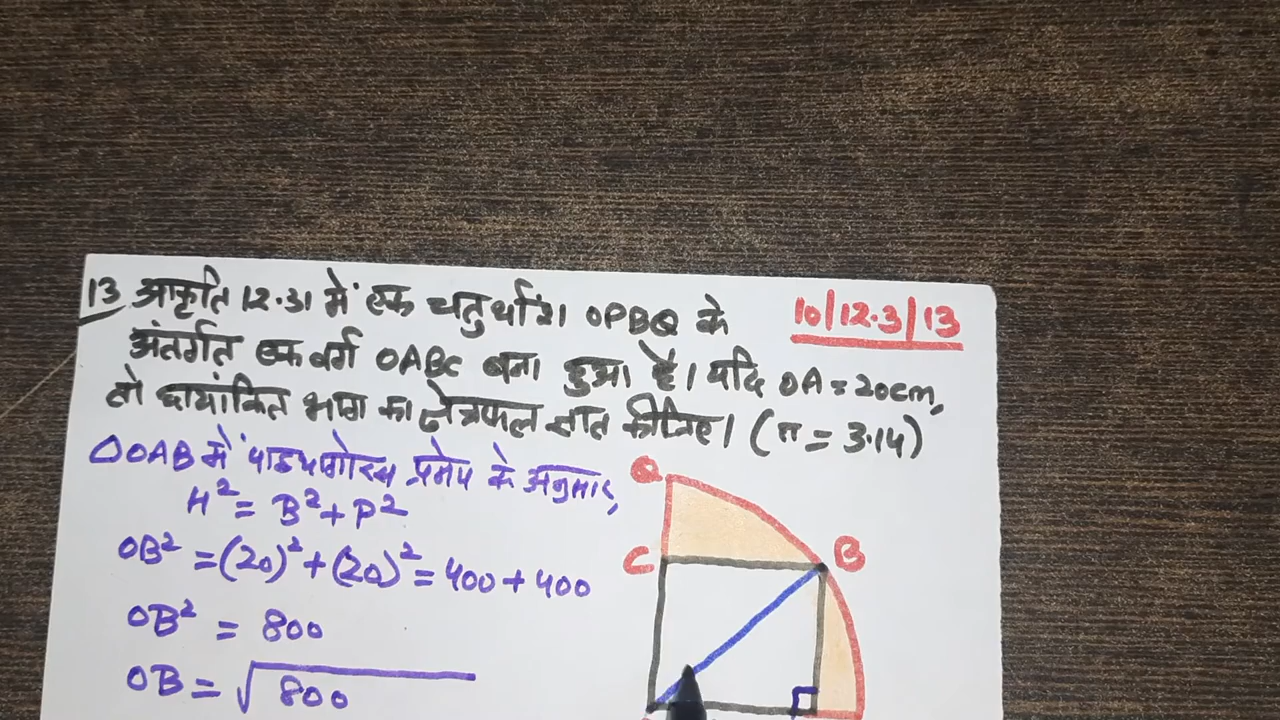 13. आकृति 12.31 में एक चतुर्थांश OPBQ के
10/12.3/13
अंतर्गत एक वर्ग OABC बना हुआ है। यदि OA = 20cm,
तो छायांकित भाग का क्षेत्रफल ज्ञात कीजिए। (π = 3.14)
△OAB में पाइथागोरस प्रमेय के अनुसार,
H² = B² + P²
OB² = (20)² + (20)² = 400 + 400
OB² = 800
OB = √800
Q
C
B